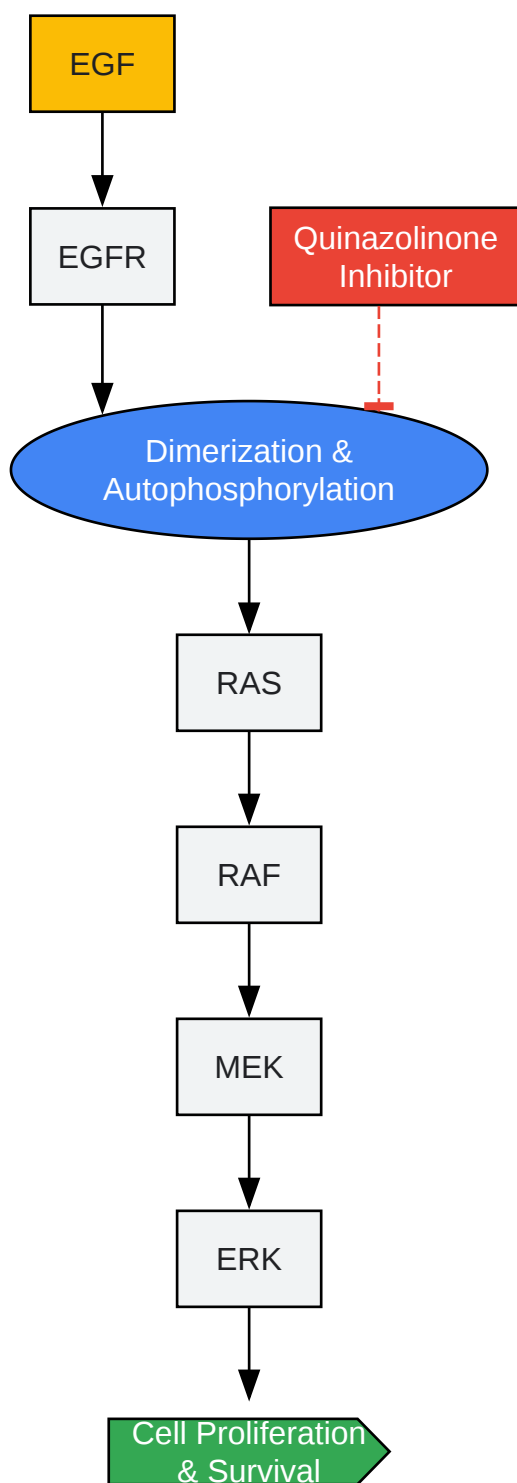 EGF
EGFR
Quinazolinone
Inhibitor
Dimerization &
Autophosphorylation
RAS
RAF
MEK
ERK
Cell Proliferation
& Survival